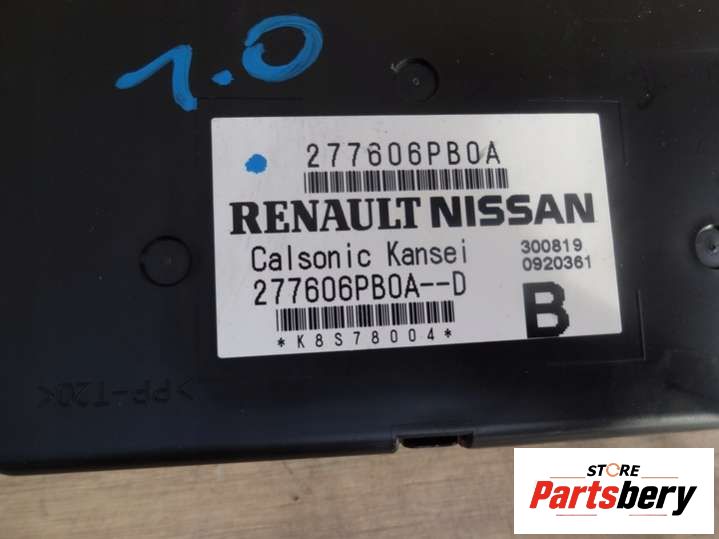 1.0
277606PB0A
RENAULT NISSAN
Calsonic Kansei
300819
0920361
277606PB0A--D
B
*K8S78004*
>PP-T20<
STORE
Partsbery